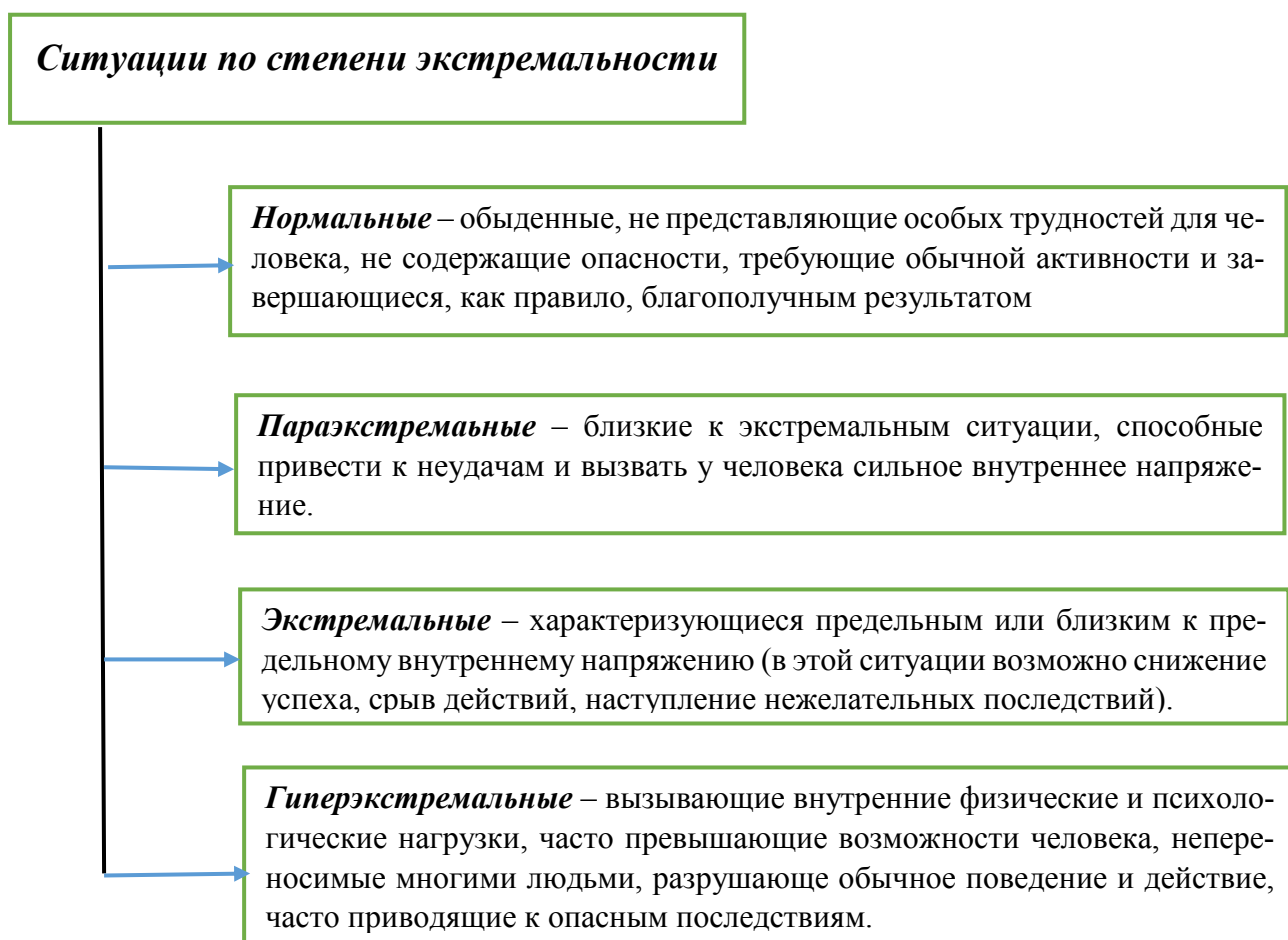 Ситуации по степени экстремальности
Нормальные – обыденные, не представляющие особых трудностей для че-
ловека, не содержащие опасности, требующие обычной активности и за-
вершающиеся, как правило, благополучным результатом
Параэкстремаьные – близкие к экстремальным ситуации, способные
привести к неудачам и вызвать у человека сильное внутреннее напряже-
ние.
Экстремальные – характеризующиеся предельным или близким к пре-
дельному внутреннему напряжению (в этой ситуации возможно снижение
успеха, срыв действий, наступление нежелательных последствий).
Гиперэкстремальные – вызывающие внутренние физические и психоло-
гические нагрузки, часто превышающие возможности человека, непере-
носимые многими людьми, разрушающе обычное поведение и действие,
часто приводящие к опасным последствиям.